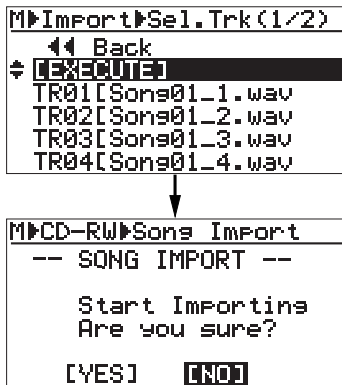 M▶Import▶Sel.Trk(1/2)
◀◀ Back
[EXECUTE]
TR01[Song01_1.wav
TR02[Song01_2.wav
TR03[Song01_3.wav
TR04[Song01_4.wav
M▶CD-RW▶Song Import
-- SONG IMPORT --
Start Importing
Are you sure?
[YES] [NO]